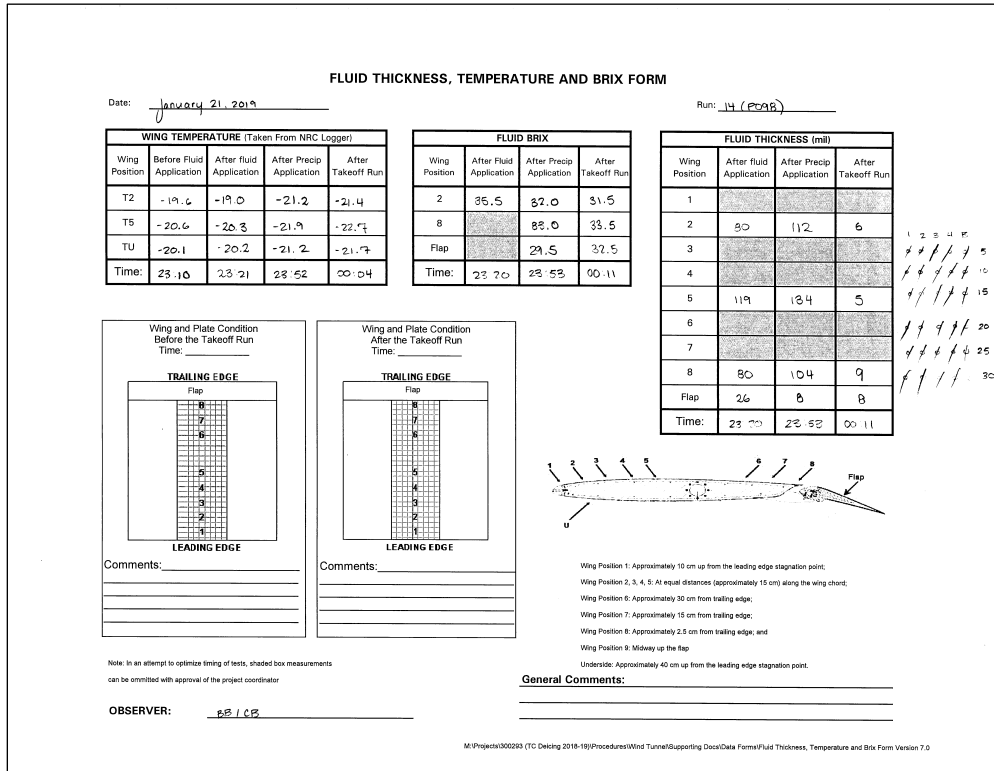 FLUID THICKNESS, TEMPERATURE AND BRIX FORM
Date: January 21, 2019
Run: 14 (P098)
WING TEMPERATURE (Taken From NRC Logger)
Wing Position | Before Fluid Application | After fluid Application | After Precip Application | After Takeoff Run
T2 | -19.6 | -19.0 | -21.2 | -21.4
T5 | -20.6 | -20.3 | -21.9 | -22.7
TU | -20.1 | -20.2 | -21.2 | -21.7
Time: | 23:10 | 23:21 | 23:52 | 00:04
FLUID BRIX
Wing Position | After Fluid Application | After Precip Application | After Takeoff Run
2 | 35.5 | 32.0 | 31.5
8 | 33.0 | 33.5
Flap | 29.5 | 32.5
Time: | 23 20 | 23:53 | 00:11
FLUID THICKNESS (mil)
Wing Position | After fluid Application | After Precip Application | After Takeoff Run
1
2 | 80 | 112 | 6
3
4
5 | 119 | 134 | 5
6
7
8 | 80 | 104 | 9
Flap | 26 | 8 | 8
Time: | 23 20 | 23:53 | 00 11
1 2 3 4 5
5
10
15
20
25
30
Wing and Plate Condition
Before the Takeoff Run
Time:
TRAILING EDGE
Flap
8
7
6
5
4
3
2
1
LEADING EDGE
Comments:
Wing and Plate Condition
After the Takeoff Run
Time:
TRAILING EDGE
Flap
8
7
6
5
4
3
2
1
LEADING EDGE
Comments:
1 2 3 4 5 6 7 8
Flap
U
Wing Position 1: Approximately 10 cm up from the leading edge stagnation point;
Wing Position 2, 3, 4, 5: At equal distances (approximately 15 cm) along the wing chord;
Wing Position 6: Approximately 30 cm from trailing edge;
Wing Position 7: Approximately 15 cm from trailing edge;
Wing Position 8: Approximately 2.5 cm from trailing edge; and
Wing Position 9: Midway up the flap
Underside: Approximately 40 cm up from the leading edge stagnation point.
Note: In an attempt to optimize timing of tests, shaded box measurements
can be ommitted with approval of the project coordinator
General Comments:
OBSERVER: BB / CB
M:\Projects\300293 (TC Deicing 2018-19)\Procedures\Wind Tunnel\Supporting Docs\Data Forms\Fluid Thickness, Temperature and Brix Form Version 7.0